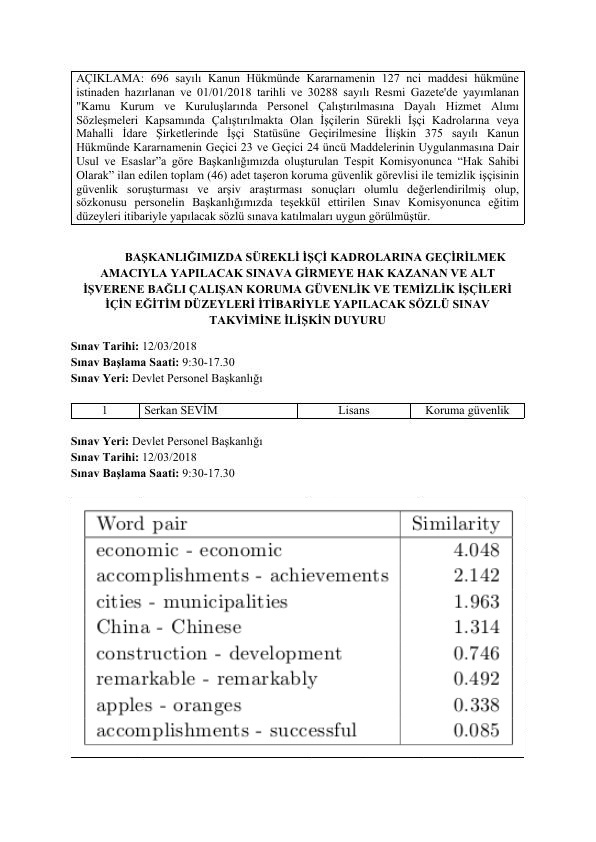 AÇIKLAMA: 696 sayılı Kanun Hükmünde Kararnamenin 127 nci maddesi hükmüne
istinaden hazırlanan ve 01/01/2018 tarihli ve 30288 sayılı Resmi Gazete'de yayımlanan
"Kamu Kurum ve Kuruluşlarında Personel Çalıştırılmasına Dayalı Hizmet Alımı
Sözleşmeleri Kapsamında Çalıştırılmakta Olan İşçilerin Sürekli İşçi Kadrolarına veya
Mahalli İdare Şirketlerinde İşçi Statüsüne Geçirilmesine İlişkin 375 sayılı Kanun
Hükmünde Kararnamenin Geçici 23 ve Geçici 24 üncü Maddelerinin Uygulanmasına Dair
Usul ve Esaslar”a göre Başkanlığımızda oluşturulan Tespit Komisyonunca “Hak Sahibi
Olarak” ilan edilen toplam (46) adet taşeron koruma güvenlik görevlisi ile temizlik işçisinin
güvenlik soruşturması ve arşiv araştırması sonuçları olumlu değerlendirilmiş olup,
sözkonusu personelin Başkanlığımızda teşekkül ettirilen Sınav Komisyonunca eğitim
düzeyleri itibariyle yapılacak sözlü sınava katılmaları uygun görülmüştür.
BAŞKANLIĞIMIZDA SÜREKLİ İŞÇİ KADROLARINA GEÇİRİLMEK
AMACIYLA YAPILACAK SINAVA GİRMEYE HAK KAZANAN VE ALT
İŞVERENE BAĞLI ÇALIŞAN KORUMA GÜVENLİK VE TEMİZLİK İŞÇİLERİ
İÇİN EĞİTİM DÜZEYLERİ İTİBARİYLE YAPILACAK SÖZLÜ SINAV
TAKVİMİNE İLİŞKİN DUYURU
Sınav Tarihi: 12/03/2018
Sınav Başlama Saati: 9:30-17.30
Sınav Yeri: Devlet Personel Başkanlığı
1 Serkan SEVİM Lisans Koruma güvenlik
Sınav Yeri: Devlet Personel Başkanlığı
Sınav Tarihi: 12/03/2018
Sınav Başlama Saati: 9:30-17.30
Word pair Similarity
economic - economic 4.048
accomplishments - achievements 2.142
cities - municipalities 1.963
China - Chinese 1.314
construction - development 0.746
remarkable - remarkably 0.492
apples - oranges 0.338
accomplishments - successful 0.085